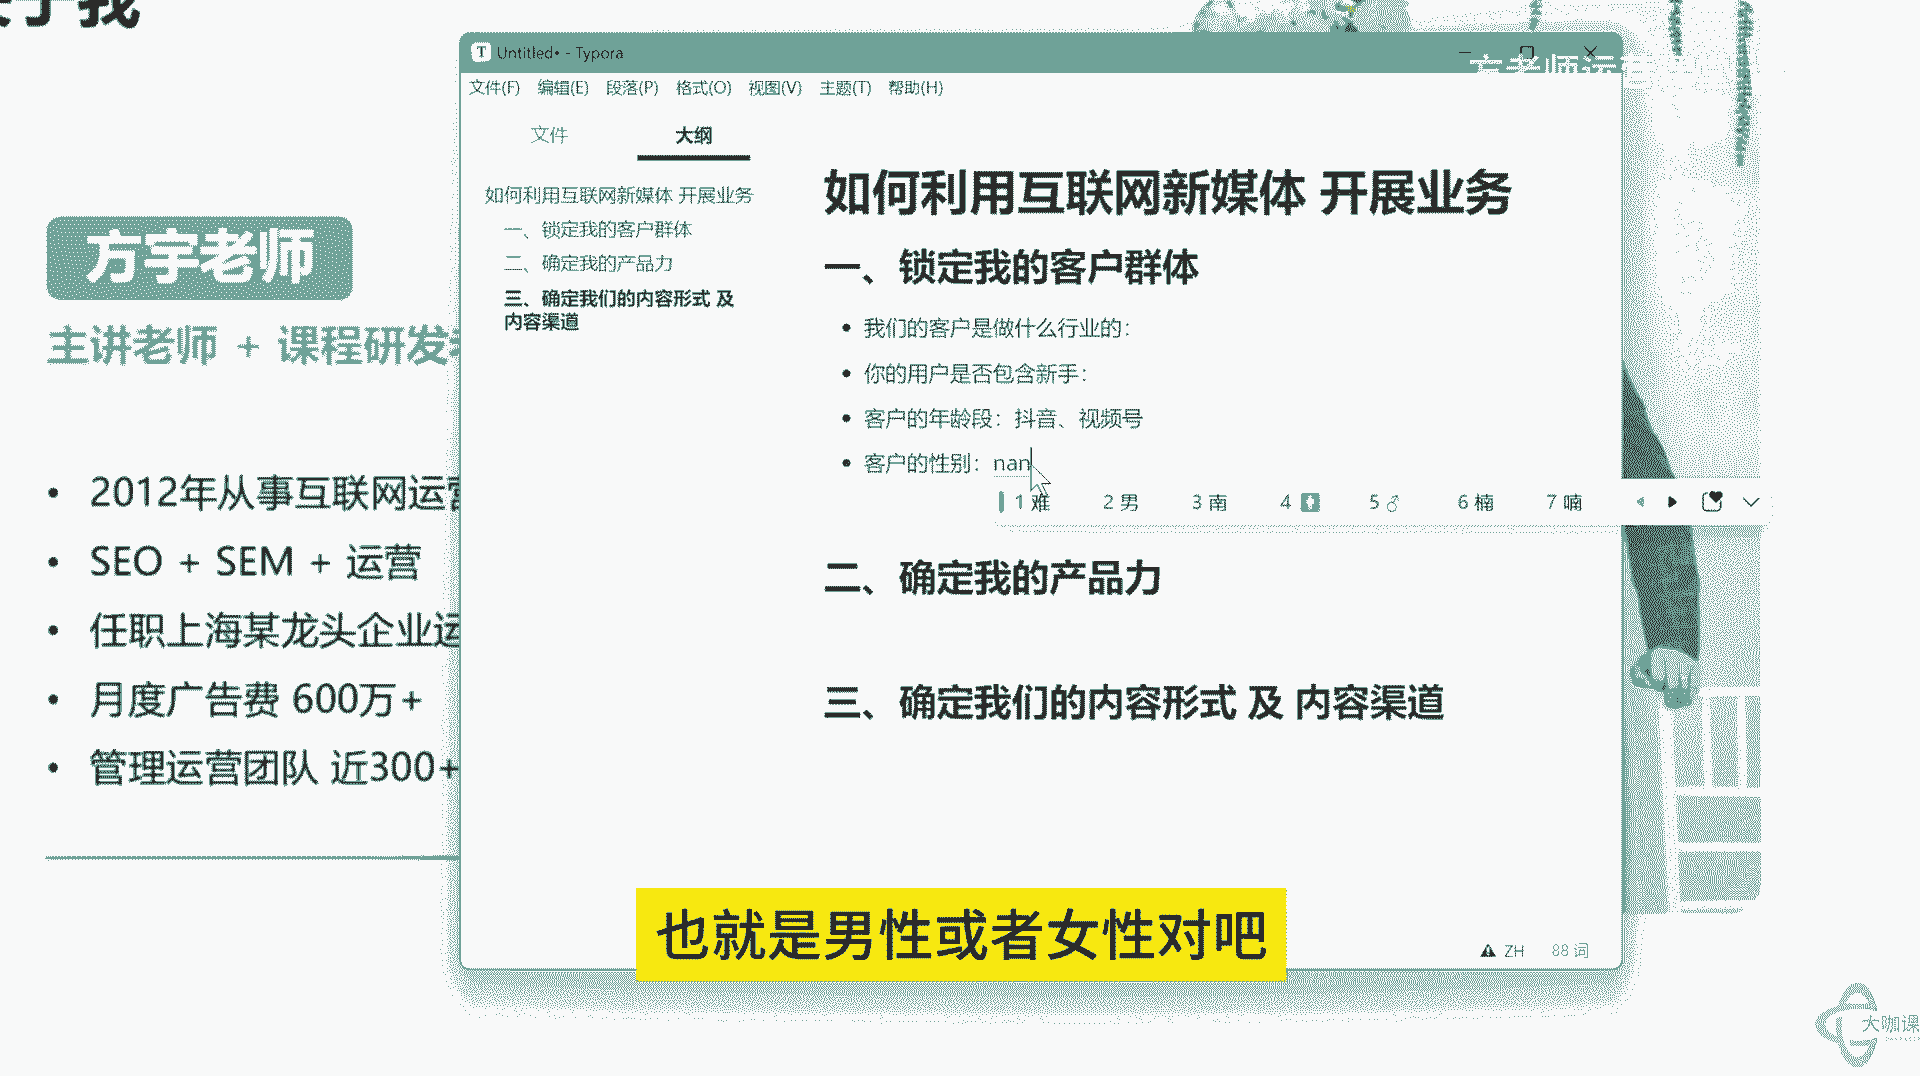 于我
方宇老师
主讲老师 + 课程研发
2012年从事互联网运营
SEO + SEM + 运营
任职上海某龙头企业运
月度广告费 600万+
管理运营团队 近300+
Untitled• - Typora
文件(F) 编辑(E) 段落(P) 格式(O) 视图(V) 主题(T) 帮助(H)
文件 大纲
如何利用互联网新媒体 开展业务
一、锁定我的客户群体
二、确定我的产品力
三、确定我们的内容形式 及
内容渠道
如何利用互联网新媒体 开展业务
一、锁定我的客户群体
我们的客户是做什么行业的：
你的用户是否包含新手：
客户的年龄段：抖音、视频号
客户的性别：nan
1 难 2 男 3 南 4 🚹 5 ♂ 6 楠 7 喃
二、确定我的产品力
三、确定我们的内容形式 及 内容渠道
ZH 88 词
也就是男性或者女性对吧
方老师运营
大咖课